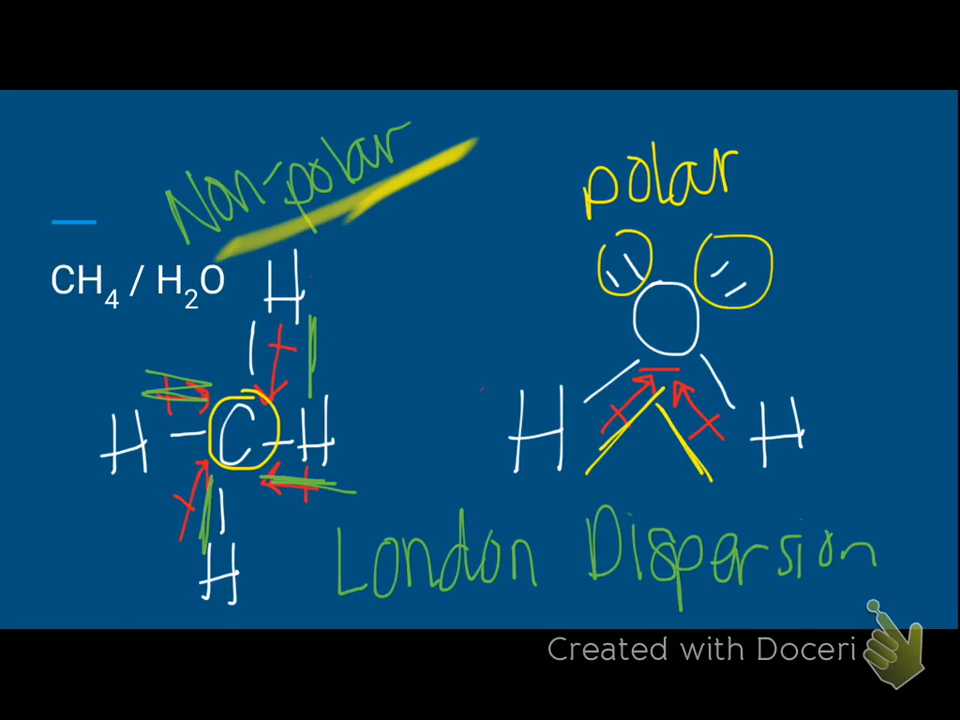 Non-polar
polar
CH4 / H2O
H
H - C - H
H
H O H
London Dispersion
Created with Doceri